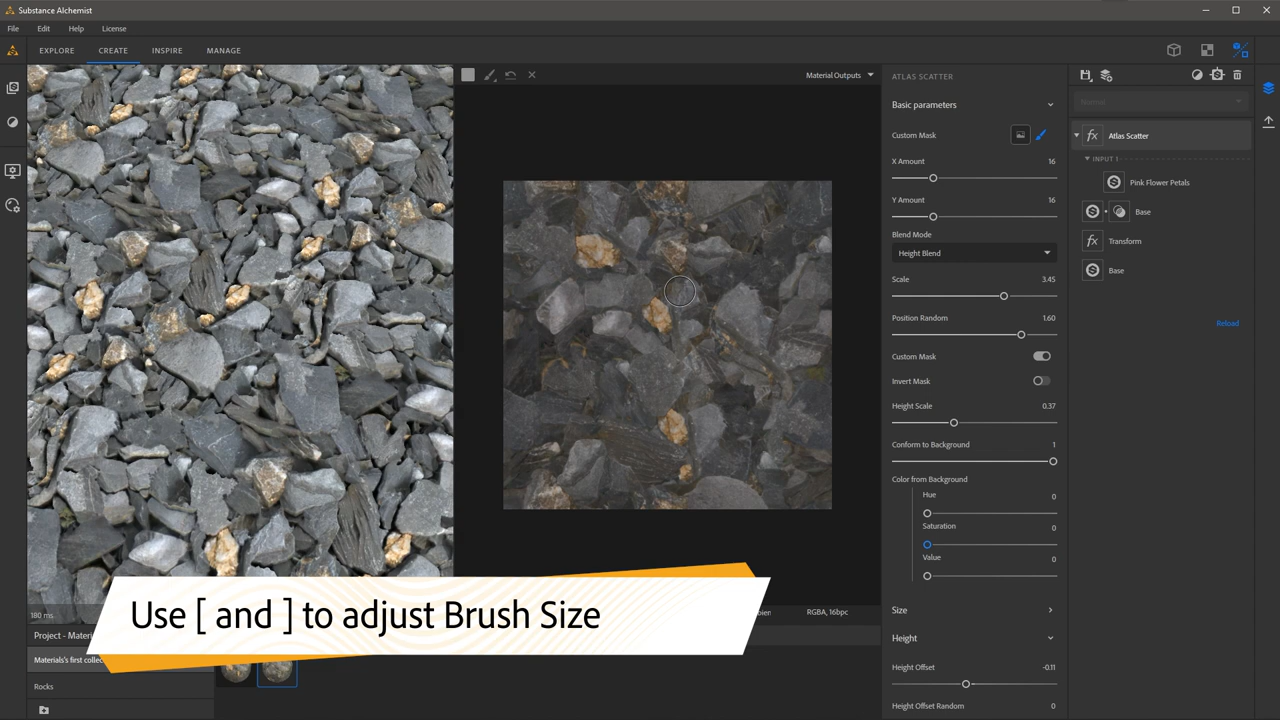 Substance Alchemist
File Edit Help License
EXPLORE CREATE INSPIRE MANAGE
Material Outputs
ATLAS SCATTER
Basic parameters
Custom Mask
X Amount 16
Y Amount 16
Blend Mode
Height Blend
Scale 3.45
Position Random 1.60
Custom Mask
Invert Mask
Height Scale 0.37
Conform to Background 1
Color from Background
Hue 0
Saturation 0
Value 0
Size
Height
Height Offset -0.11
Height Offset Random 0
Normal
Atlas Scatter
INPUT 1
Pink Flower Petals
Base
Transform
Base
Reload
180 ms
RGBA, 16bpc
Project - Materi
Materials's first collec
Rocks
Use [ and ] to adjust Brush Size